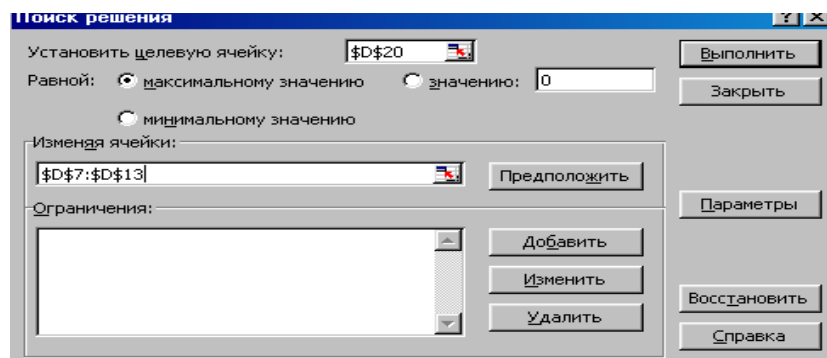 Поиск решения
Установить целевую ячейку: $D$20 Выполнить
Равной: максимальному значению значению: 0 Закрыть
минимальному значению
Изменяя ячейки:
$D$7:$D$13 Предположить
Ограничения: Параметры
Добавить
Изменить
Восстановить
Удалить
Справка